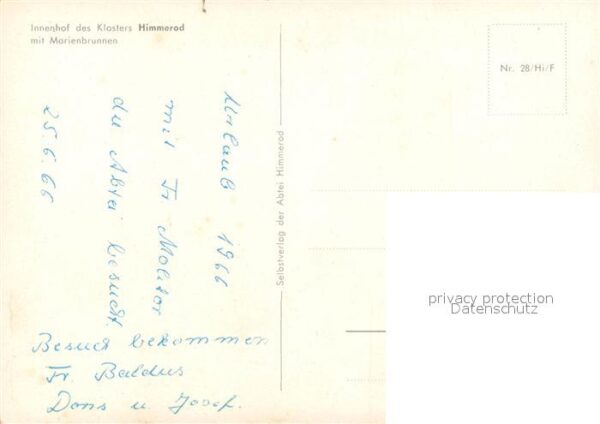 Innenhof des Klosters Himmerod
mit Marienbrunnen
Nr. 28/Hi/F
Selbstverlag der Abtei Himmerod
Urlaub 1966
mit Fr. Molitor
die Abtei besucht.
25.6.66
Besuch bekommen
Fr. Baldus
Doris u. Josef.
privacy protection
Datenschutz